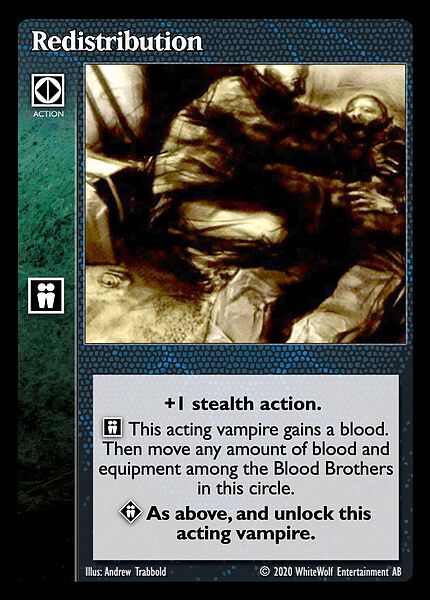 Redistribution
ACTION
+1 stealth action.
This acting vampire gains a blood.
Then move any amount of blood and
equipment among the Blood Brothers
in this circle.
As above, and unlock this
acting vampire.
Illus: Andrew Trabbold © 2020 WhiteWolf Entertainment AB